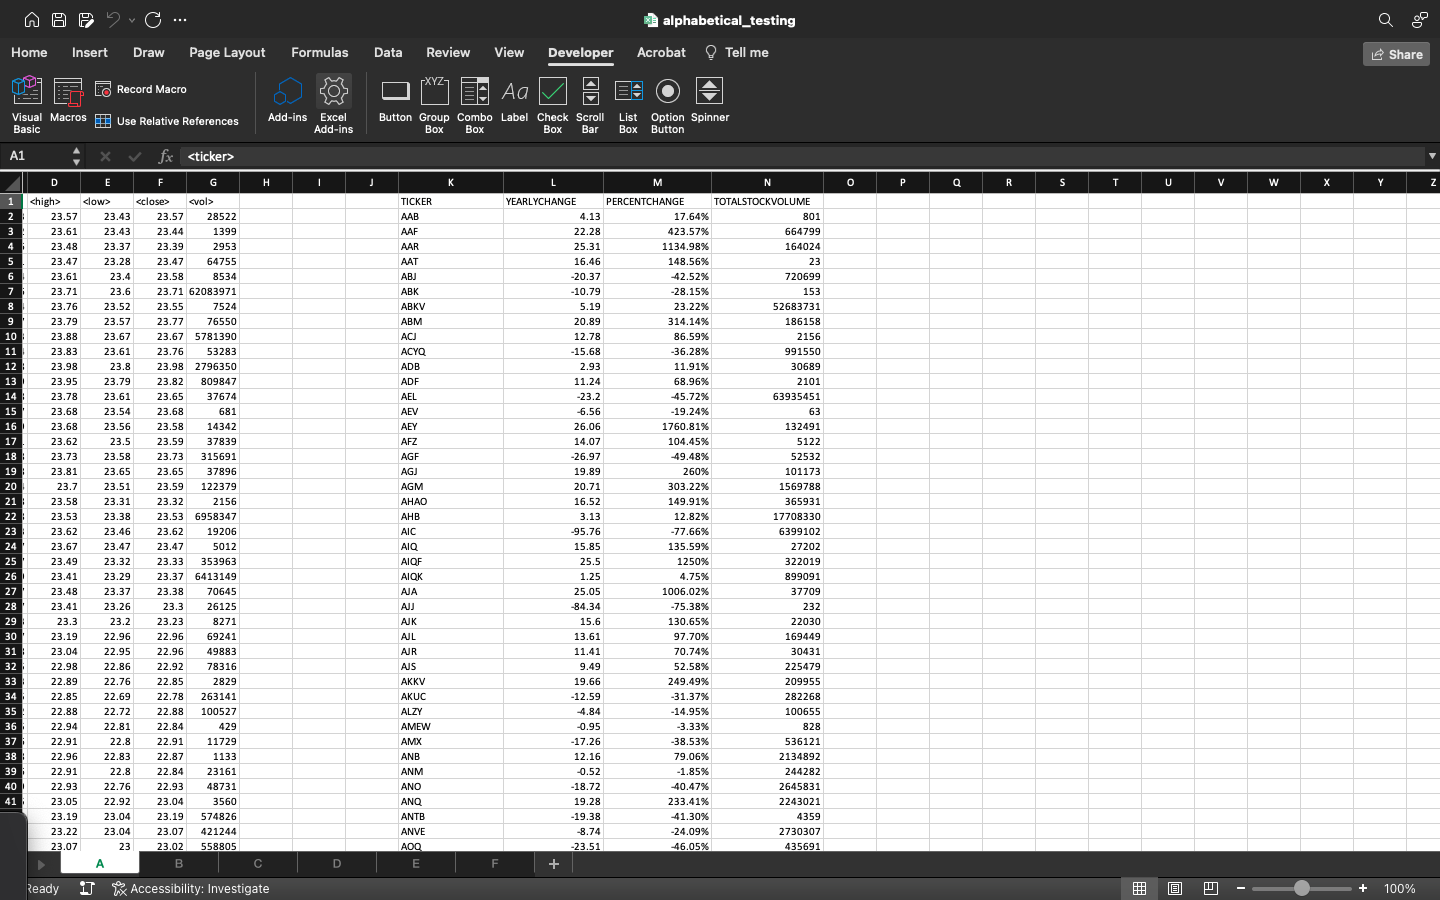 alphabetical_testing
Home Insert Draw Page Layout Formulas Data Review View Developer Acrobat Tell me Share
Visual Basic Macros Record Macro Use Relative References Add-ins Excel Add-ins Button Group Box Combo Box Label Check Box Scroll Bar List Box Option Button Spinner
A1 fx <ticker>
D E F G H I J K L M N O P Q R S T U V W X Y Z
1 <high> <low> <close> <vol> TICKER YEARLYCHANGE PERCENTCHANGE TOTALSTOCKVOLUME
2 23.57 23.43 23.57 28522 AAB 4.13 17.64% 801
3 23.61 23.43 23.44 1399 AAF 22.28 423.57% 664799
4 23.48 23.37 23.39 2953 AAR 25.31 1134.98% 164024
5 23.47 23.28 23.47 64755 AAT 16.46 148.56% 23
6 23.61 23.4 23.58 8534 ABJ -20.37 -42.52% 720699
7 23.71 23.6 23.71 62083971 ABK -10.79 -28.15% 153
8 23.76 23.52 23.55 7524 ABKV 5.19 23.22% 52683731
9 23.79 23.57 23.77 76550 ABM 20.89 314.14% 186158
10 23.88 23.67 23.67 5781390 ACJ 12.78 86.59% 2156
11 23.83 23.61 23.76 53283 ACYQ -15.68 -36.28% 991550
12 23.98 23.8 23.98 2796350 ADB 2.93 11.91% 30689
13 23.95 23.79 23.82 809847 ADF 11.24 68.96% 2101
14 23.78 23.61 23.65 37674 AEL -23.2 -45.72% 63935451
15 23.68 23.54 23.68 681 AEV -6.56 -19.24% 63
16 23.68 23.56 23.58 14342 AEY 26.06 1760.81% 132491
17 23.62 23.5 23.59 37839 AFZ 14.07 104.45% 5122
18 23.73 23.58 23.73 315691 AGF -26.97 -49.48% 52532
19 23.81 23.65 23.65 37896 AGJ 19.89 260% 101173
20 23.7 23.51 23.59 122379 AGM 20.71 303.22% 1569788
21 23.58 23.31 23.32 2156 AHAO 16.52 149.91% 365931
22 23.53 23.38 23.53 6958347 AHB 3.13 12.82% 17708330
23 23.62 23.46 23.62 19206 AIC -95.76 -77.66% 6399102
24 23.67 23.47 23.47 5012 AIQ 15.85 135.59% 27202
25 23.49 23.32 23.33 353963 AIQF 25.5 1250% 322019
26 23.41 23.29 23.37 6413149 AIQK 1.25 4.75% 899091
27 23.48 23.37 23.38 70645 AJA 25.05 1006.02% 37709
28 23.41 23.26 23.3 26125 AJJ -84.34 -75.38% 232
29 23.3 23.2 23.23 8271 AJK 15.6 130.65% 22030
30 23.19 22.96 22.96 69241 AJL 13.61 97.70% 169449
31 23.04 22.95 22.96 49883 AJR 11.41 70.74% 30431
32 22.98 22.86 22.92 78316 AJS 9.49 52.58% 225479
33 22.89 22.76 22.85 2829 AKKV 19.66 249.49% 209955
34 22.85 22.69 22.78 263141 AKUC -12.59 -31.37% 282268
35 22.88 22.72 22.88 100527 ALZY -4.84 -14.95% 100655
36 22.94 22.81 22.84 429 AMEW -0.95 -3.33% 828
37 22.91 22.8 22.91 11729 AMX -17.26 -38.53% 536121
38 22.96 22.83 22.87 1133 ANB 12.16 79.06% 2134892
39 22.91 22.8 22.84 23161 ANM -0.52 -1.85% 244282
40 22.93 22.76 22.93 48731 ANO -18.72 -40.47% 2645831
41 23.05 22.92 23.04 3560 ANQ 19.28 233.41% 2243021
23.19 23.04 23.19 574826 ANTB -19.38 -41.30% 4359
23.22 23.04 23.07 421244 ANVE -8.74 -24.09% 2730307
23.07 23 23.02 558805 AOQ -23.51 -46.05% 435691
A B C D E F +
Ready Accessibility: Investigate 100%